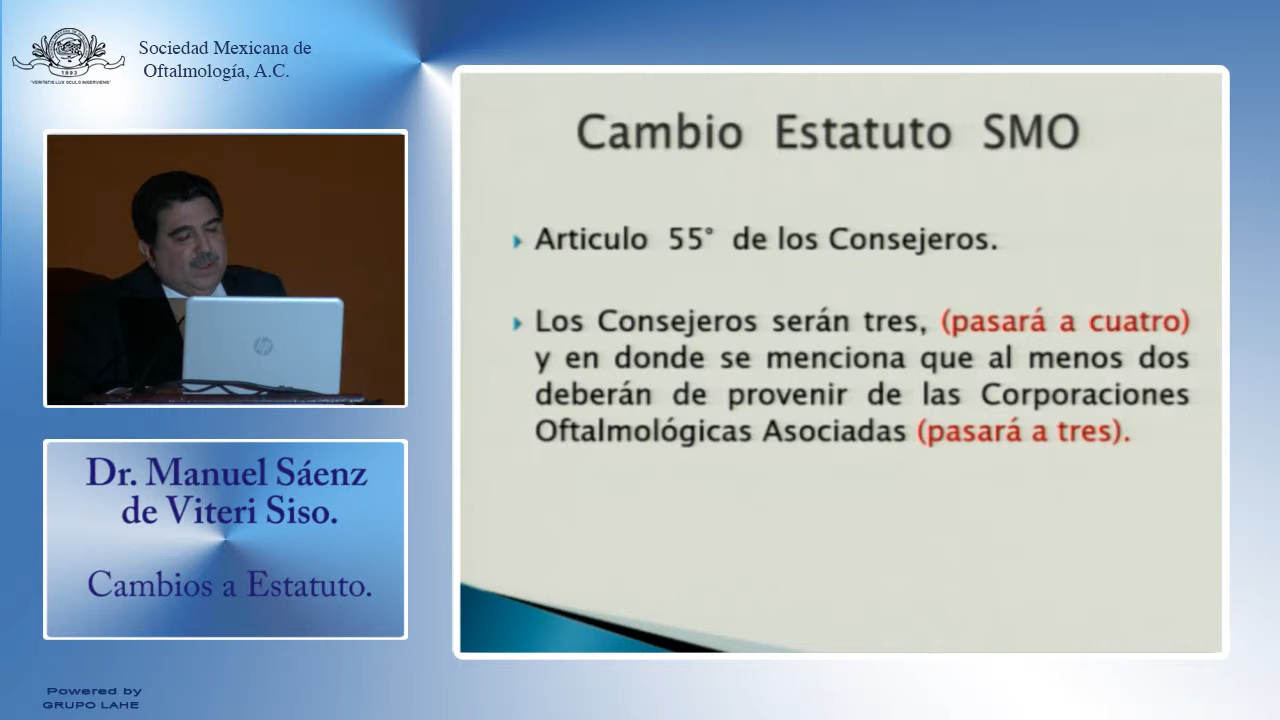 Sociedad Mexicana de
Oftalmología, A.C.
1893
Cambio Estatuto SMO
Articulo 55° de los Consejeros.
Los Consejeros serán tres, (pasará a cuatro)
y en donde se menciona que al menos dos
deberán de provenir de las Corporaciones
Oftalmológicas Asociadas (pasará a tres).
hp
Dr. Manuel Sáenz
de Viteri Siso.
Cambios a Estatuto.
Powered by
GRUPO LAHE